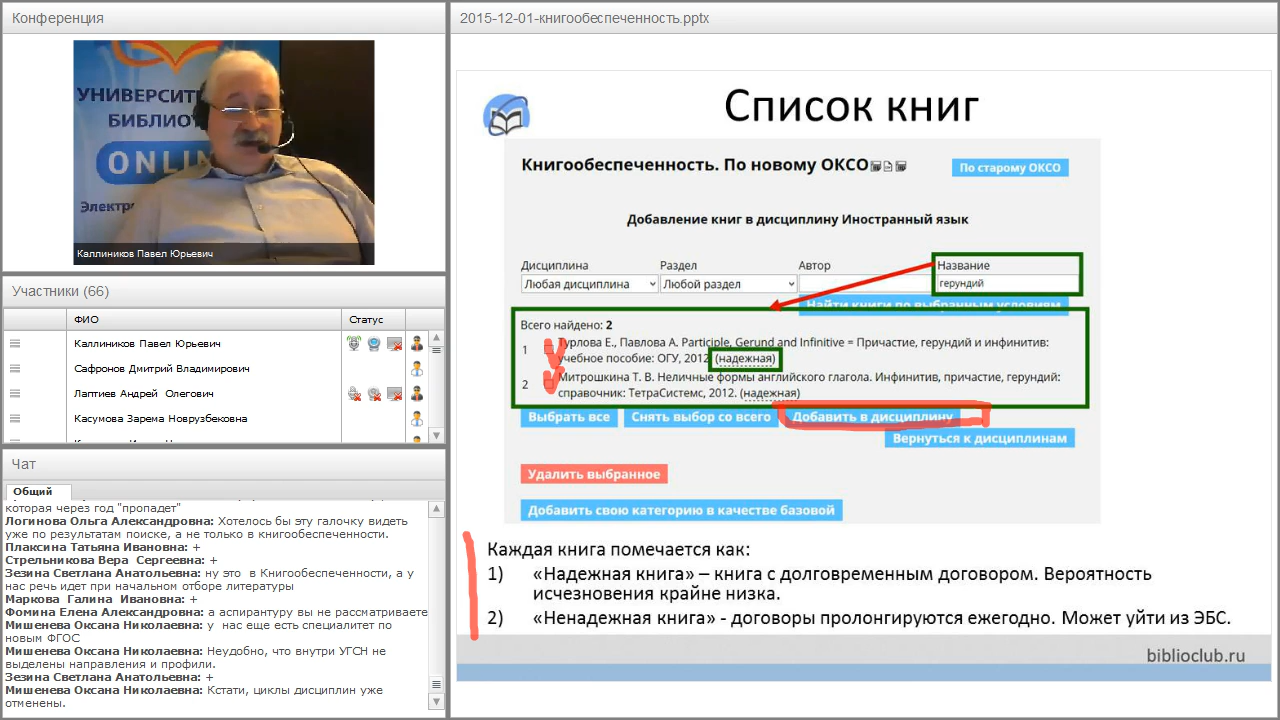 Конференция
УНИВЕРСИТ
БИБЛИОТ
ONLIN
Электр
Каллиников Павел Юрьевич
Участники (66)
ФИО Статус
Каллиников Павел Юрьевич
Сафронов Дмитрий Владимирович
Лаптиев Андрей Олегович
Касумова Зарема Новрузбековна
Чат
Общий
которая через год "пропадет"
Логинова Ольга Александровна: Хотелось бы эту галочку видеть
уже по результатам поиске, а не только в книгообеспеченности.
Плаксина Татьяна Ивановна: +
Стрельникова Вера Сергеевна: +
Зезина Светлана Анатольевна: ну это в Книгообеспеченности, а у
нас речь идет при начальном отборе литературы
Маркова Галина Ивановна: +
Фомина Елена Александровна: а аспирантуру вы не рассматриваете
Мишенева Оксана Николаевна: у нас еще есть специалитет по
новым ФГОС
Мишенева Оксана Николаевна: Неудобно, что внутри УГСН не
выделены направления и профили.
Зезина Светлана Анатольевна: +
Мишенева Оксана Николаевна: Кстати, циклы дисциплин уже
отменены.
2015-12-01-книгообеспеченность.pptx
Список книг
Книгообеспеченность. По новому ОКСО
По старому ОКСО
Добавление книг в дисциплину Иностранный язык
Дисциплина Раздел Автор Название
Любая дисциплина Любой раздел герундий
Найти книги по выбранным условиям
Всего найдено: 2
1 Турлова Е., Павлова А. Participle, Gerund and Infinitive = Причастие, герундий и инфинитив:
учебное пособие: ОГУ, 2012 (надежная)
2 Митрошкина Т. В. Неличные формы английского глагола. Инфинитив, причастие, герундий:
справочник: ТетраСистемс, 2012. (надежная)
Выбрать все Снять выбор со всего Добавить в дисциплину
Вернуться к дисциплинам
Удалить выбранное
Добавить свою категорию в качестве базовой
Каждая книга помечается как:
1) «Надежная книга» – книга с долговременным договором. Вероятность
исчезновения крайне низка.
2) «Ненадежная книга» - договоры пролонгируются ежегодно. Может уйти из ЭБС.
biblioclub.ru